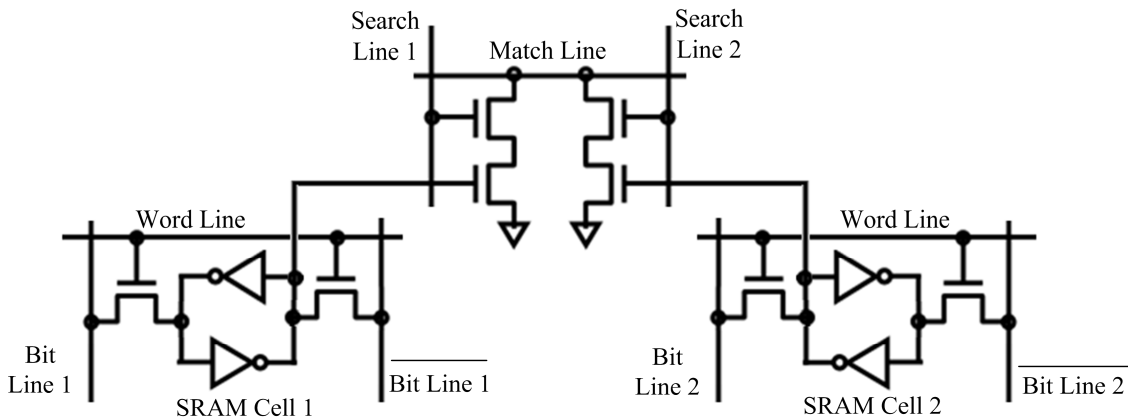 Search
Line 1
Match Line
Search
Line 2
Word Line
Word Line
Bit
Line 1
Bit Line 1
SRAM Cell 1
Bit
Line 2
Bit Line 2
SRAM Cell 2